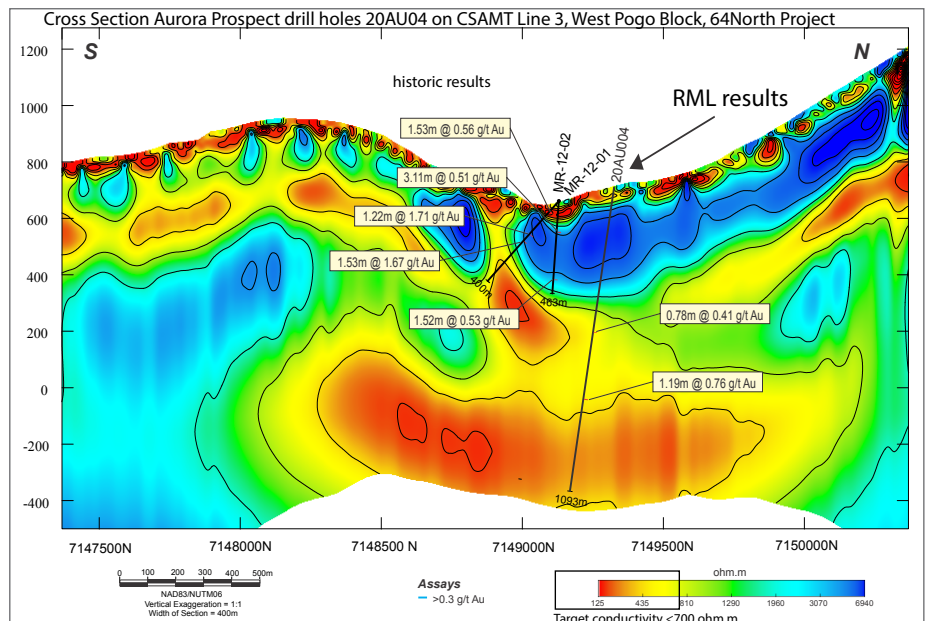 Cross Section Aurora Prospect drill holes 20AU04 on CSAMT Line 3, West Pogo Block, 64North Project
1200
1000
800
600
400
200
0
-200
-400
S
N
historic results
RML results
1.53m @ 0.56 g/t Au
3.11m @ 0.51 g/t Au
1.22m @ 1.71 g/t Au
1.53m @ 1.67 g/t Au
1.52m @ 0.53 g/t Au
MR-12-02
MR-12-01
20AU004
400m
463m
0.78m @ 0.41 g/t Au
1.19m @ 0.76 g/t Au
1093m
7147500N
7148000 N
7148500 N
7149000N
7149500N
7150000N
0 100 200 300 400 500m
NAD83/NUTM06
Vertical Exaggeration = 1:1
Width of Section = 400m
Assays
>0.3 g/t Au
ohm.m
125 435 810 1290 1960 3070 6940
Target conductivity <700 ohm.m